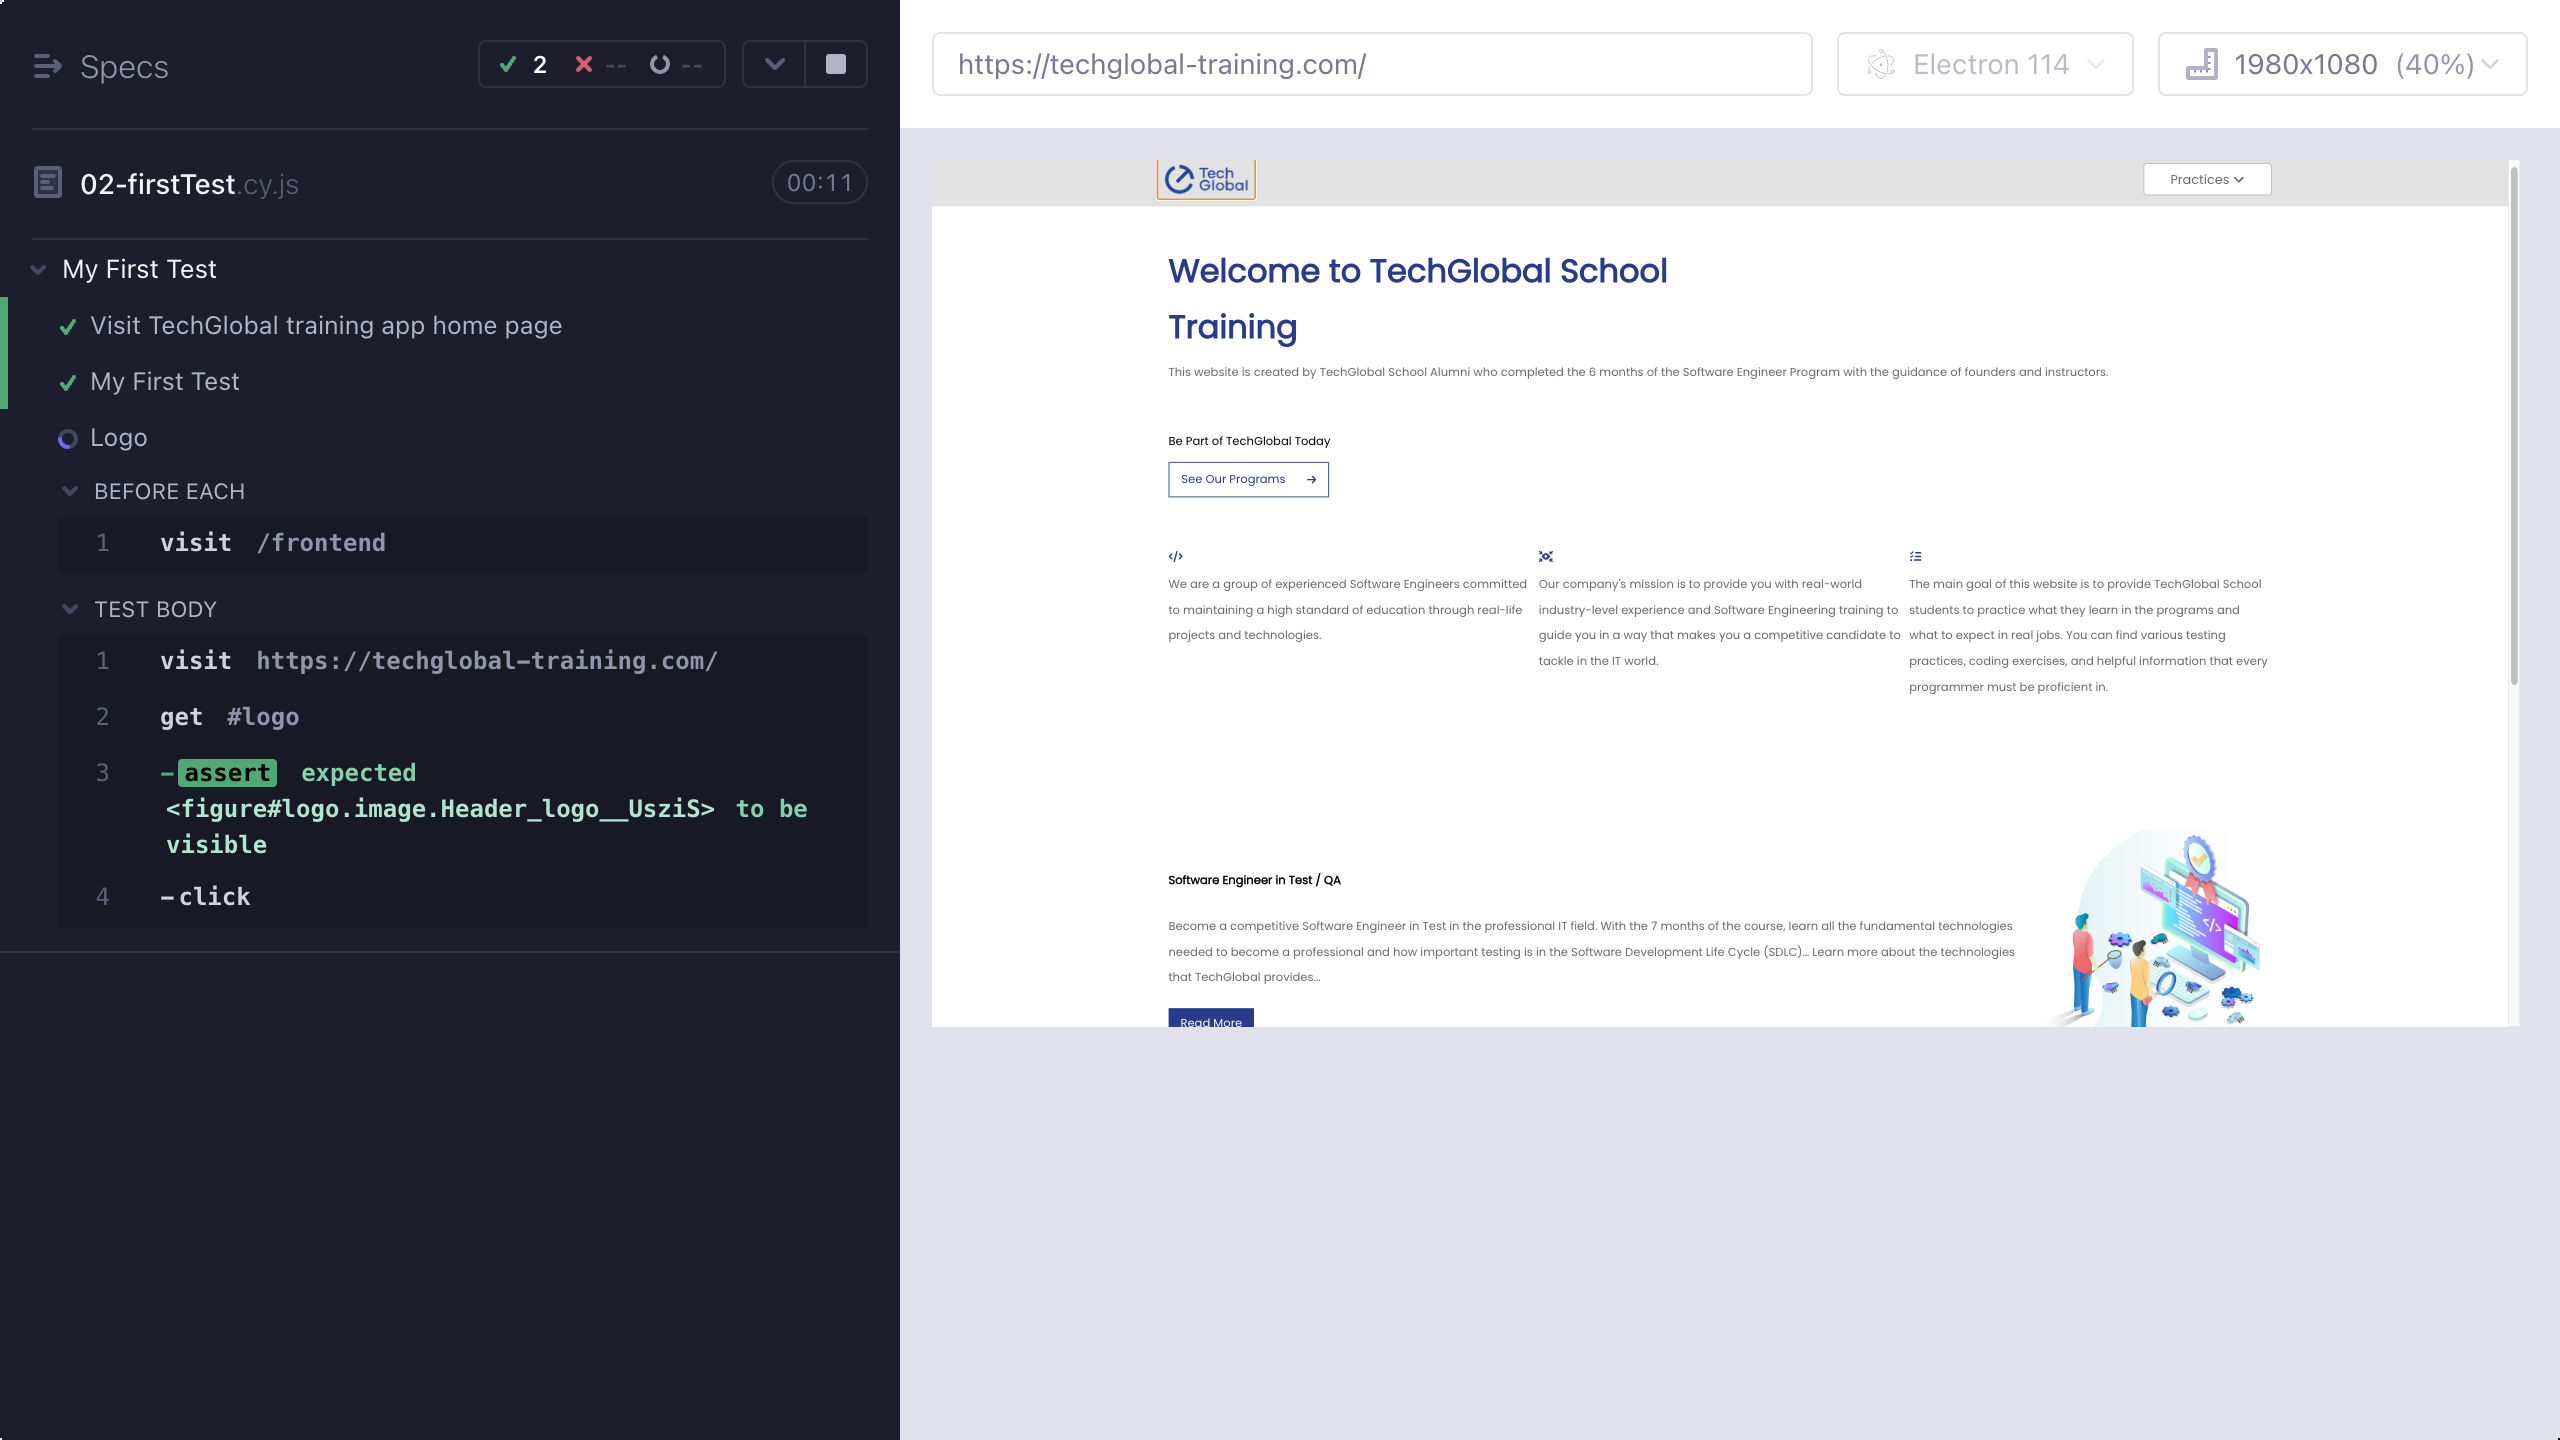 Specs
2 -- --
02-firstTest.cy.js
00:11
My First Test
Visit TechGlobal training app home page
My First Test
Logo
BEFORE EACH
1 visit /frontend
TEST BODY
1 visit https://techglobal-training.com/
2 get #logo
3 -assert expected
<figure#logo.image.Header_logo__UsziS> to be
visible
4 -click
https://techglobal-training.com/
Electron 114
1980x1080 (40%)
Tech
Global
Practices
Welcome to TechGlobal School
Training
This website is created by TechGlobal School Alumni who completed the 6 months of the Software Engineer Program with the guidance of founders and instructors.
Be Part of TechGlobal Today
See Our Programs
We are a group of experienced Software Engineers committed
to maintaining a high standard of education through real-life
projects and technologies.
Our company's mission is to provide you with real-world
industry-level experience and Software Engineering training to
guide you in a way that makes you a competitive candidate to
tackle in the IT world.
The main goal of this website is to provide TechGlobal School
students to practice what they learn in the programs and
what to expect in real jobs. You can find various testing
practices, coding exercises, and helpful information that every
programmer must be proficient in.
Software Engineer in Test / QA
Become a competitive Software Engineer in Test in the professional IT field. With the 7 months of the course, learn all the fundamental technologies
needed to become a professional and how important testing is in the Software Development Life Cycle (SDLC)... Learn more about the technologies
that TechGlobal provides...
Read More